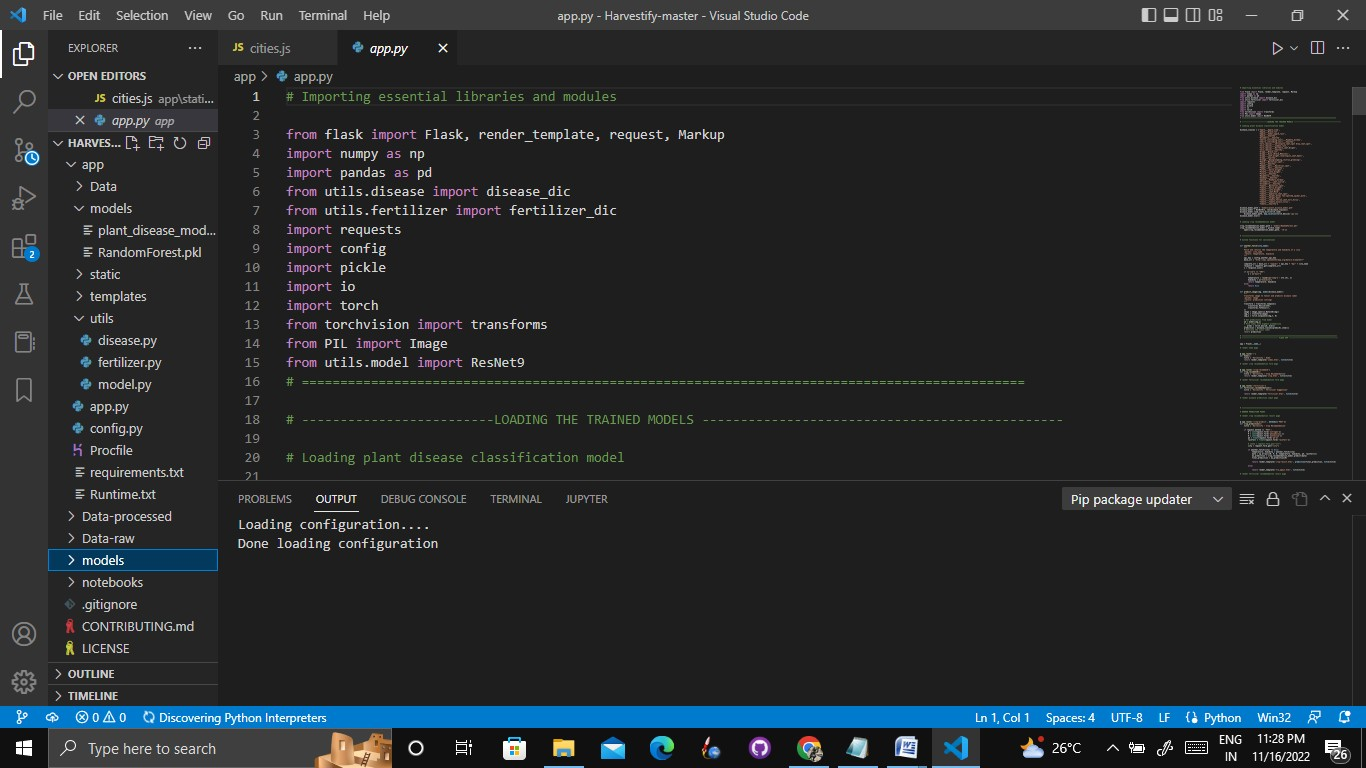 File Edit Selection View Go Run Terminal Help
app.py - Harvestify-master - Visual Studio Code
EXPLORER
OPEN EDITORS
JS cities.js app\stati...
app.py app
HARVES...
app
Data
models
plant_disease_mod...
RandomForest.pkl
static
templates
utils
disease.py
fertilizer.py
model.py
app.py
config.py
Procfile
requirements.txt
Runtime.txt
Data-processed
Data-raw
models
notebooks
.gitignore
CONTRIBUTING.md
LICENSE
OUTLINE
TIMELINE
2
JS cities.js
app.py
app > app.py
1 # Importing essential libraries and modules
2
3 from flask import Flask, render_template, request, Markup
4 import numpy as np
5 import pandas as pd
6 from utils.disease import disease_dic
7 from utils.fertilizer import fertilizer_dic
8 import requests
9 import config
10 import pickle
11 import io
12 import torch
13 from torchvision import transforms
14 from PIL import Image
15 from utils.model import ResNet9
16 # ==============================================================================================
17
18 # -------------------------LOADING THE TRAINED MODELS -----------------------------------------------
19
20 # Loading plant disease classification model
21
PROBLEMS OUTPUT DEBUG CONSOLE TERMINAL JUPYTER
Pip package updater
Loading configuration....
Done loading configuration
0 0 Discovering Python Interpreters
Ln 1, Col 1 Spaces: 4 UTF-8 LF Python Win32
Type here to search
26°C
ENG
IN
11:28 PM
11/16/2022
26